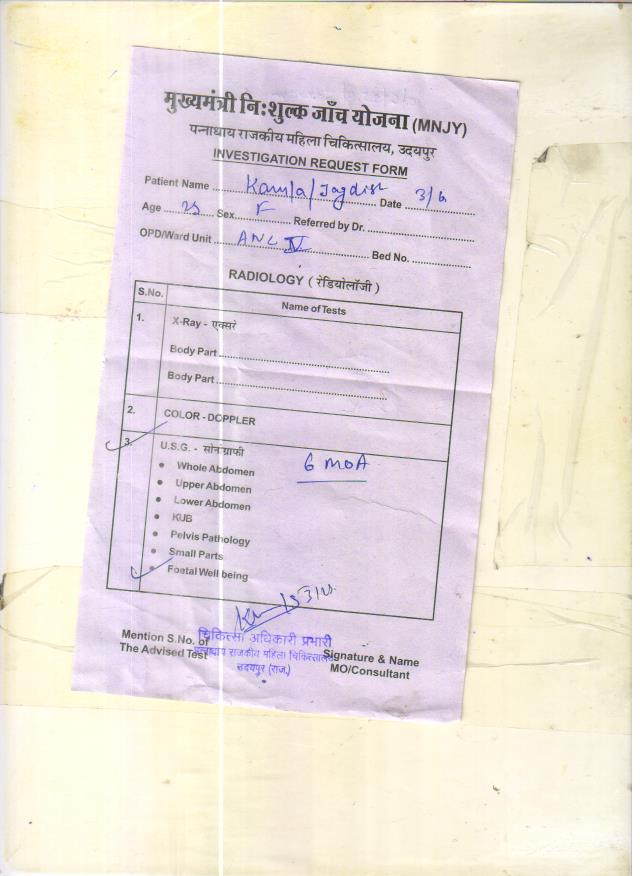 मुख्यमंत्री निःशुल्क जाँच योजना (MNJY)
पन्नाधाय राजकीय महिला चिकित्सालय, उदयपुर
INVESTIGATION REQUEST FORM
Patient Name Kamla/Jagdish Date 3/6
Age 25 Sex F Referred by Dr.
OPD/Ward Unit ANC IV Bed No.
RADIOLOGY ( रेडियोलॉजी )
S.No. Name of Tests
1. X-Ray - एक्सरे
Body Part
Body Part
2. COLOR - DOPPLER
3. U.S.G. - सोनोग्राफी
• Whole Abdomen 6 MOA
• Upper Abdomen
• Lower Abdomen
• KUB
• Pelvis Pathology
• Small Parts
• Foetal Well being
चिकित्सा अधिकारी प्रभारी
पन्नाधाय राजकीय महिला चिकित्सालय
उदयपुर (राज.)
Mention S.No. of
The Advised Test
Signature & Name
MO/Consultant